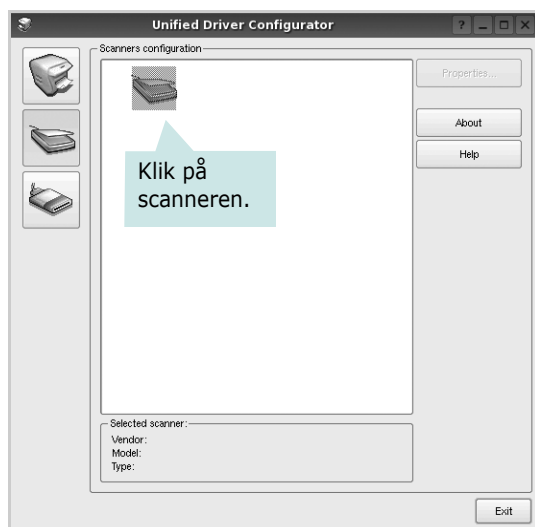 Unified Driver Configurator
Scanners configuration
Properties...
About
Help
Klik på
scanneren.
Selected scanner:
Vendor:
Model:
Type:
Exit